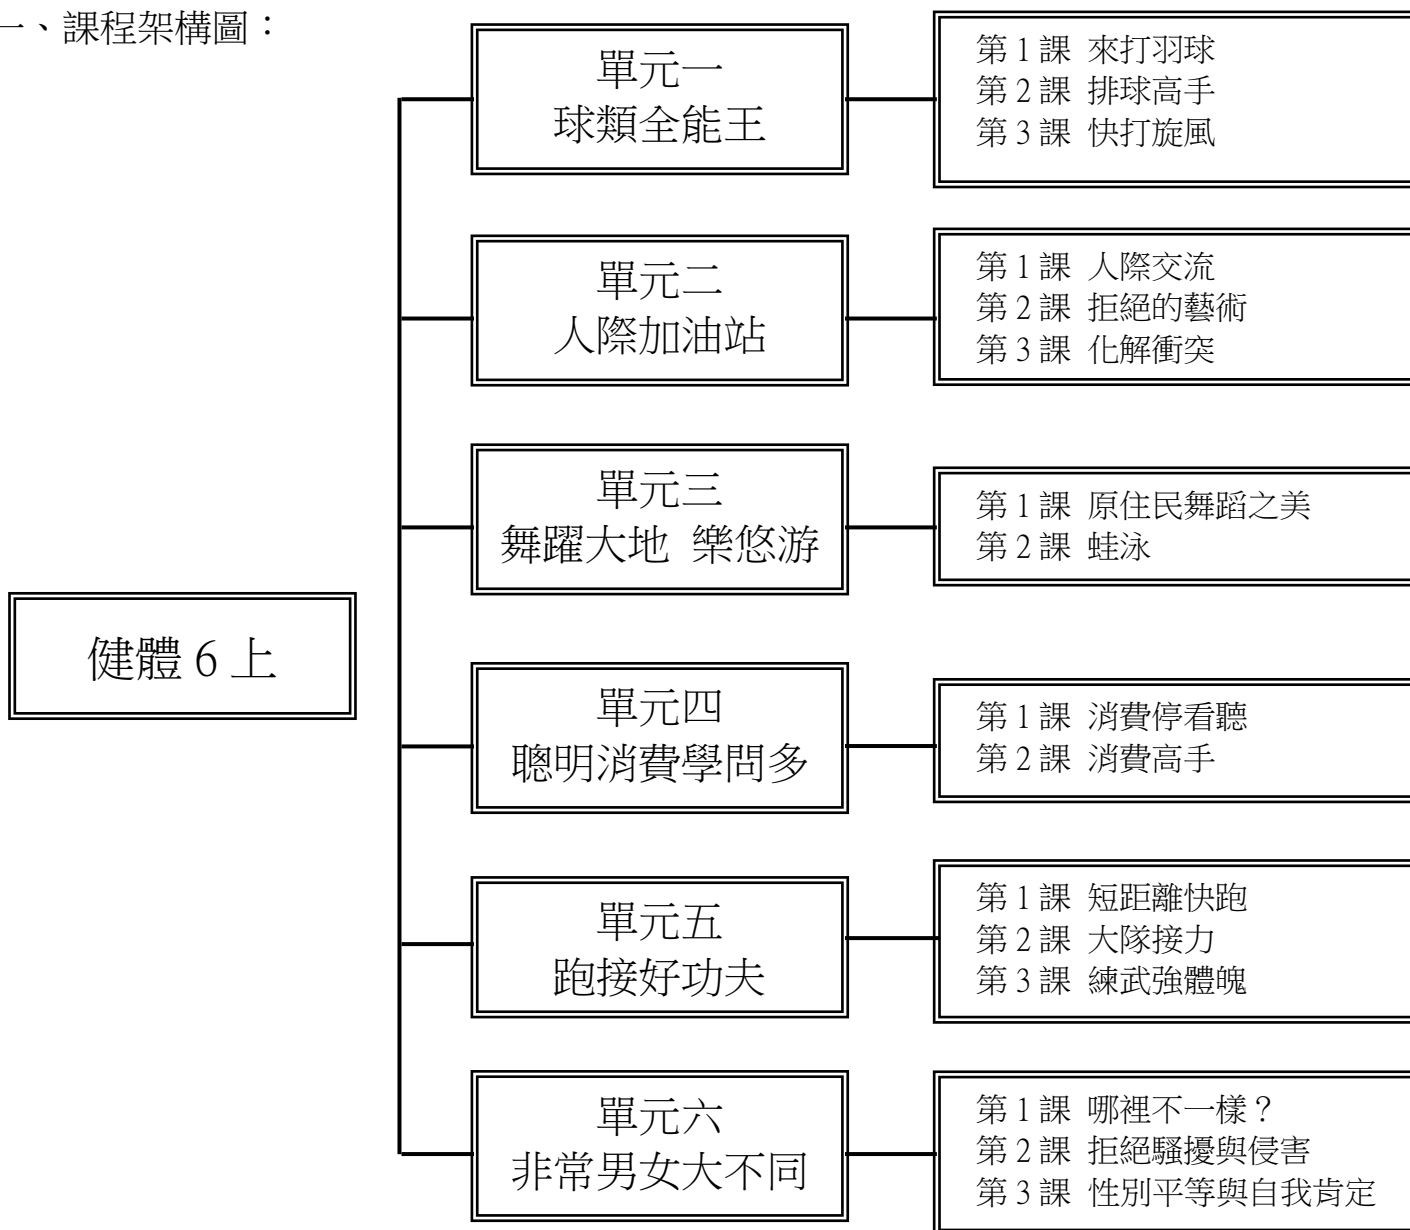 一、課程架構圖：
健體 6 上
單元一
球類全能王
第 1 課 來打羽球
第 2 課 排球高手
第 3 課 快打旋風
單元二
人際加油站
第 1 課 人際交流
第 2 課 拒絕的藝術
第 3 課 化解衝突
單元三
舞躍大地 樂悠游
第 1 課 原住民舞蹈之美
第 2 課 蛙泳
單元四
聰明消費學問多
第 1 課 消費停看聽
第 2 課 消費高手
單元五
跑接好功夫
第 1 課 短距離快跑
第 2 課 大隊接力
第 3 課 練武強體魄
單元六
非常男女大不同
第 1 課 哪裡不一樣？
第 2 課 拒絕騷擾與侵害
第 3 課 性別平等與自我肯定